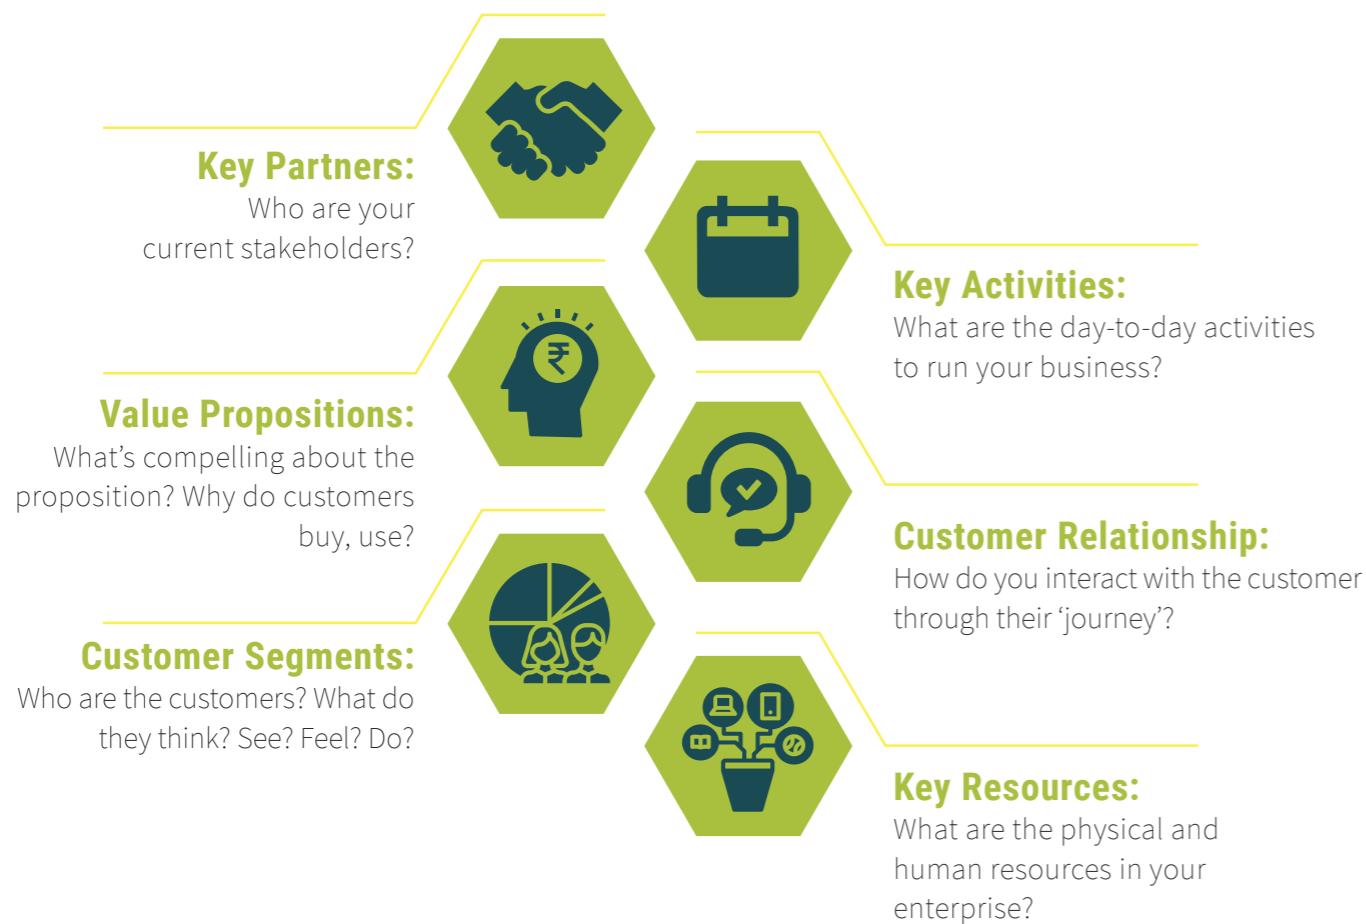 Key Partners:
Who are your
current stakeholders?
Key Activities:
What are the day-to-day activities
to run your business?
₹
Value Propositions:
What’s compelling about the
proposition? Why do customers
buy, use?
Customer Relationship:
How do you interact with the customer
through their ‘journey’?
Customer Segments:
Who are the customers? What do
they think? See? Feel? Do?
Key Resources:
What are the physical and
human resources in your
enterprise?